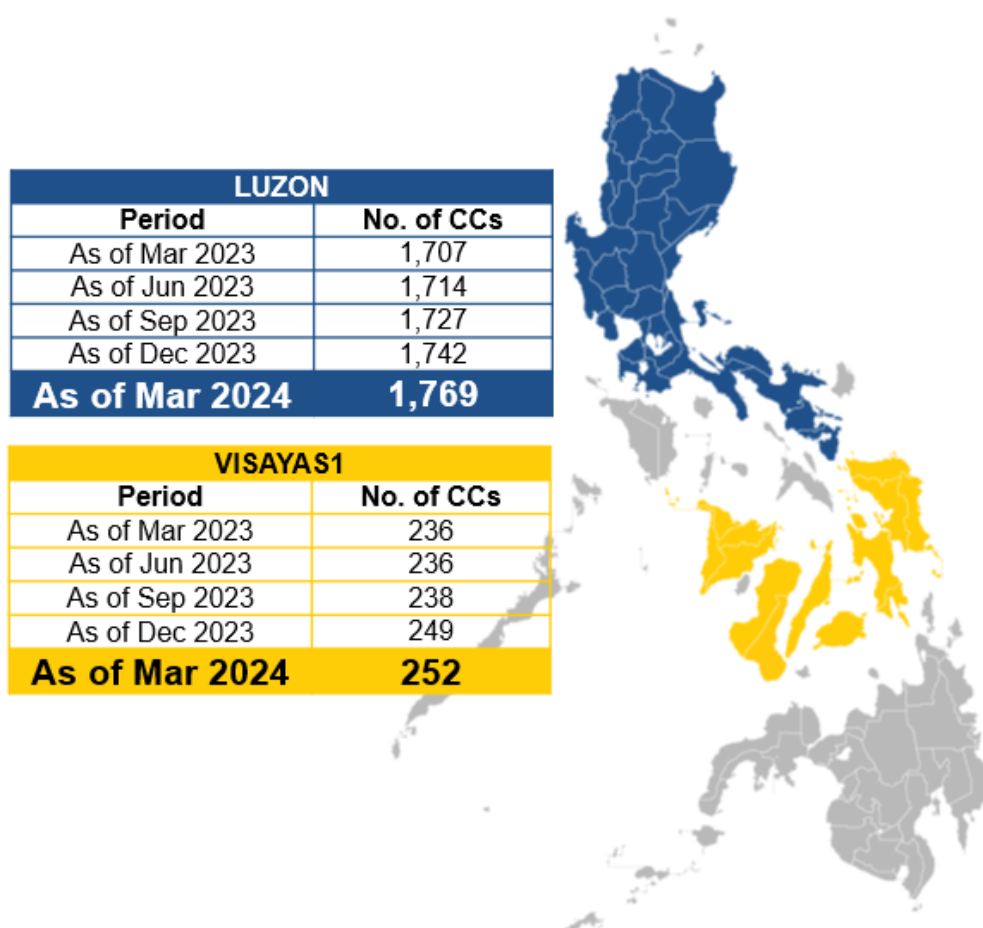 LUZON
Period No. of CCs
As of Mar 2023 1,707
As of Jun 2023 1,714
As of Sep 2023 1,727
As of Dec 2023 1,742
As of Mar 2024 1,769
VISAYAS1
Period No. of CCs
As of Mar 2023 236
As of Jun 2023 236
As of Sep 2023 238
As of Dec 2023 249
As of Mar 2024 252